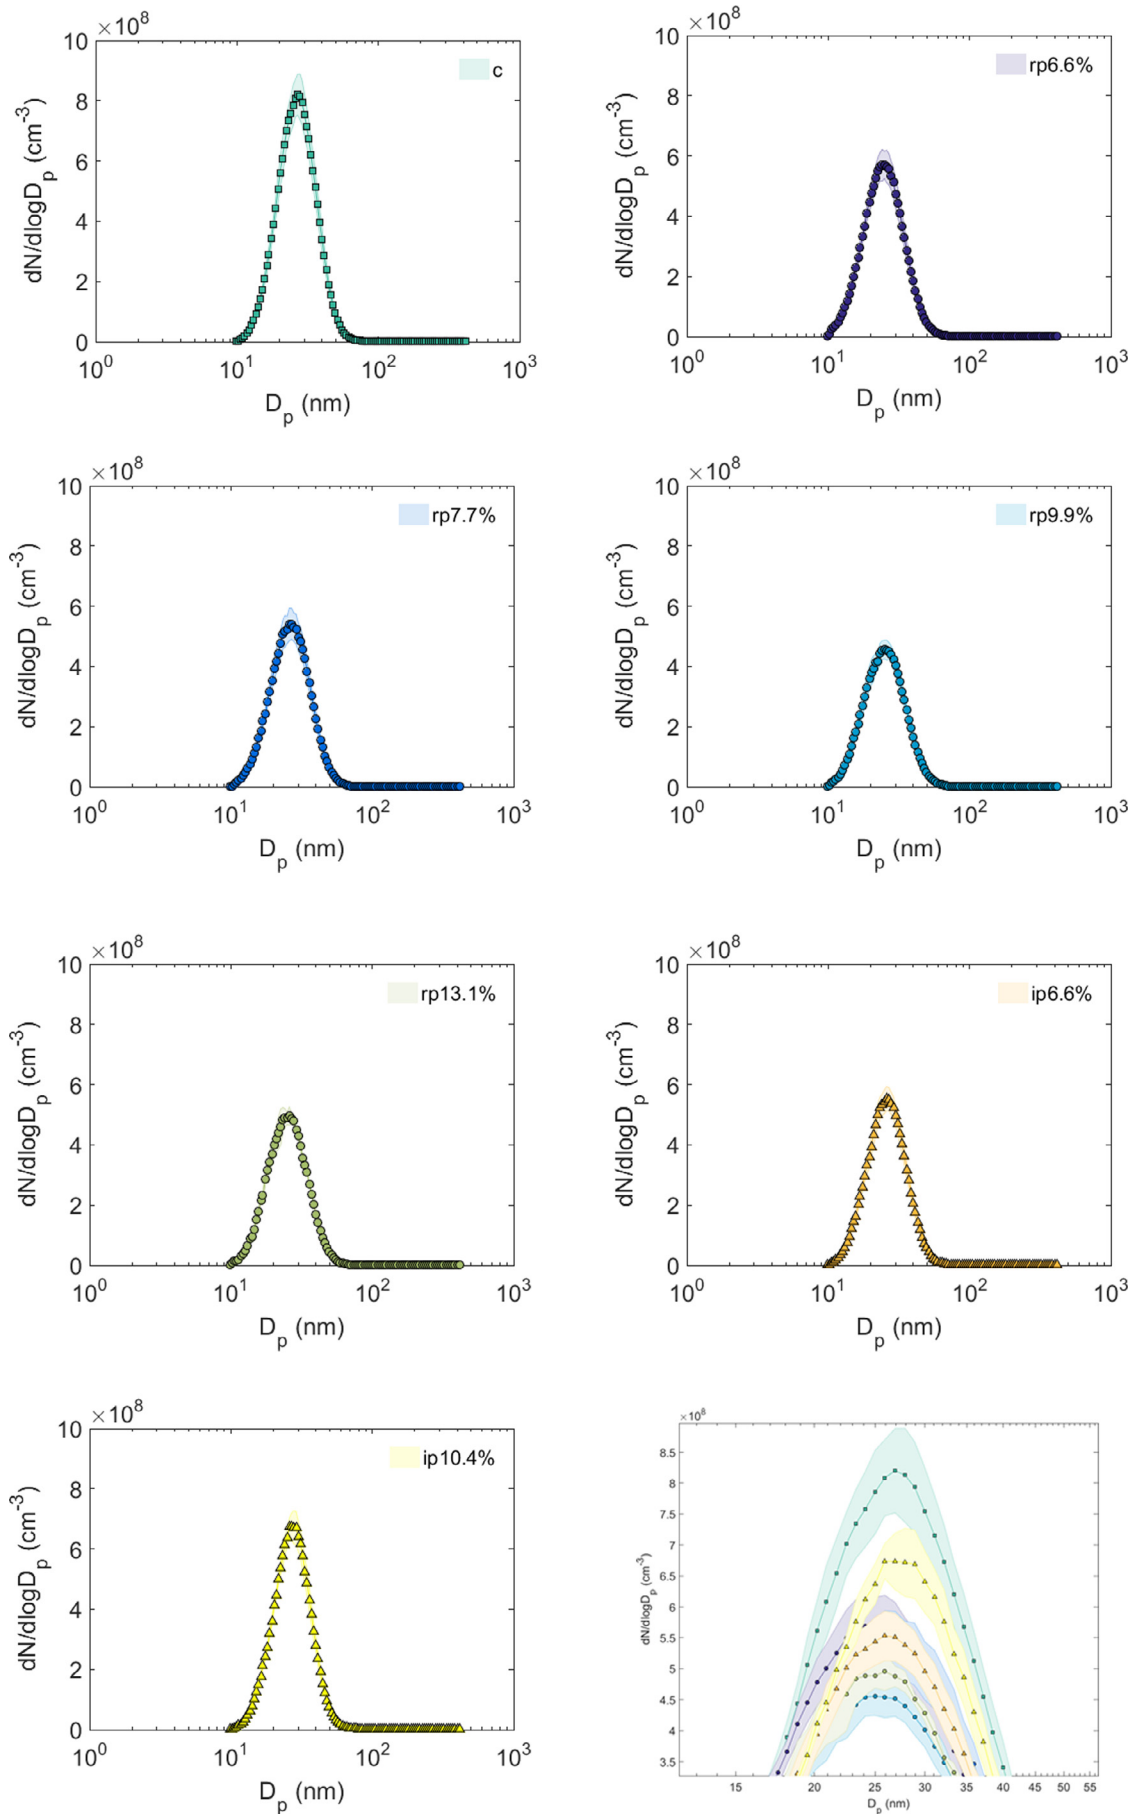 ×10^8
10
8
6
4
2
0
dN/dlogD_p (cm^-3)
c
10^0 10^1 10^2 10^3
D_p (nm)
×10^8
10
8
6
4
2
0
dN/dlogD_p (cm^-3)
rp6.6%
10^0 10^1 10^2 10^3
D_p (nm)
×10^8
10
8
6
4
2
0
dN/dlogD_p (cm^-3)
rp7.7%
10^0 10^1 10^2 10^3
D_p (nm)
×10^8
10
8
6
4
2
0
dN/dlogD_p (cm^-3)
rp9.9%
10^0 10^1 10^2 10^3
D_p (nm)
×10^8
10
8
6
4
2
0
dN/dlogD_p (cm^-3)
rp13.1%
10^0 10^1 10^2 10^3
D_p (nm)
×10^8
10
8
6
4
2
0
dN/dlogD_p (cm^-3)
ip6.6%
10^0 10^1 10^2 10^3
D_p (nm)
×10^8
10
8
6
4
2
0
dN/dlogD_p (cm^-3)
ip10.4%
10^0 10^1 10^2 10^3
D_p (nm)
×10^8
8.5
8
7.5
7
6.5
6
5.5
5
4.5
4
3.5
dN/dlogD_p (cm^-3)
15 20 25 30 35 40 45 50 55
D_p (nm)